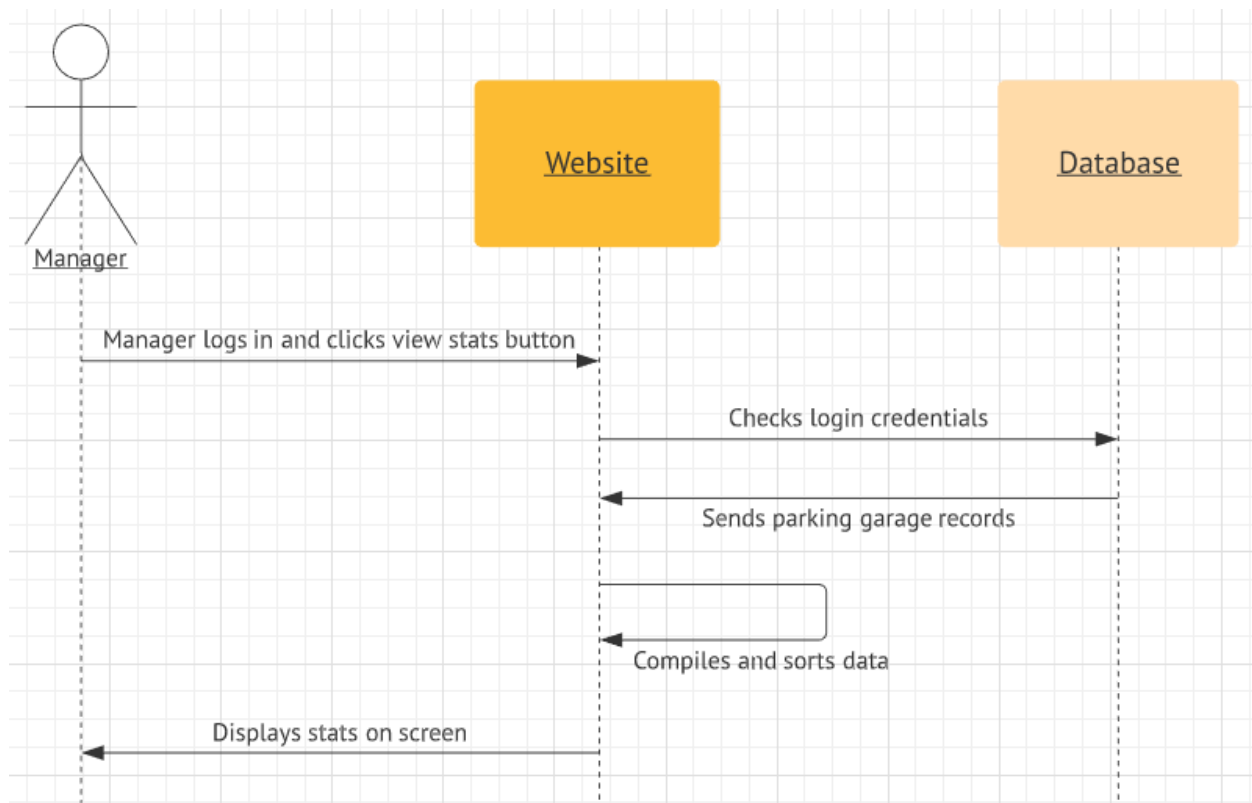 Website
Database
Manager
Manager logs in and clicks view stats button
Checks login credentials
Sends parking garage records
Compiles and sorts data
Displays stats on screen